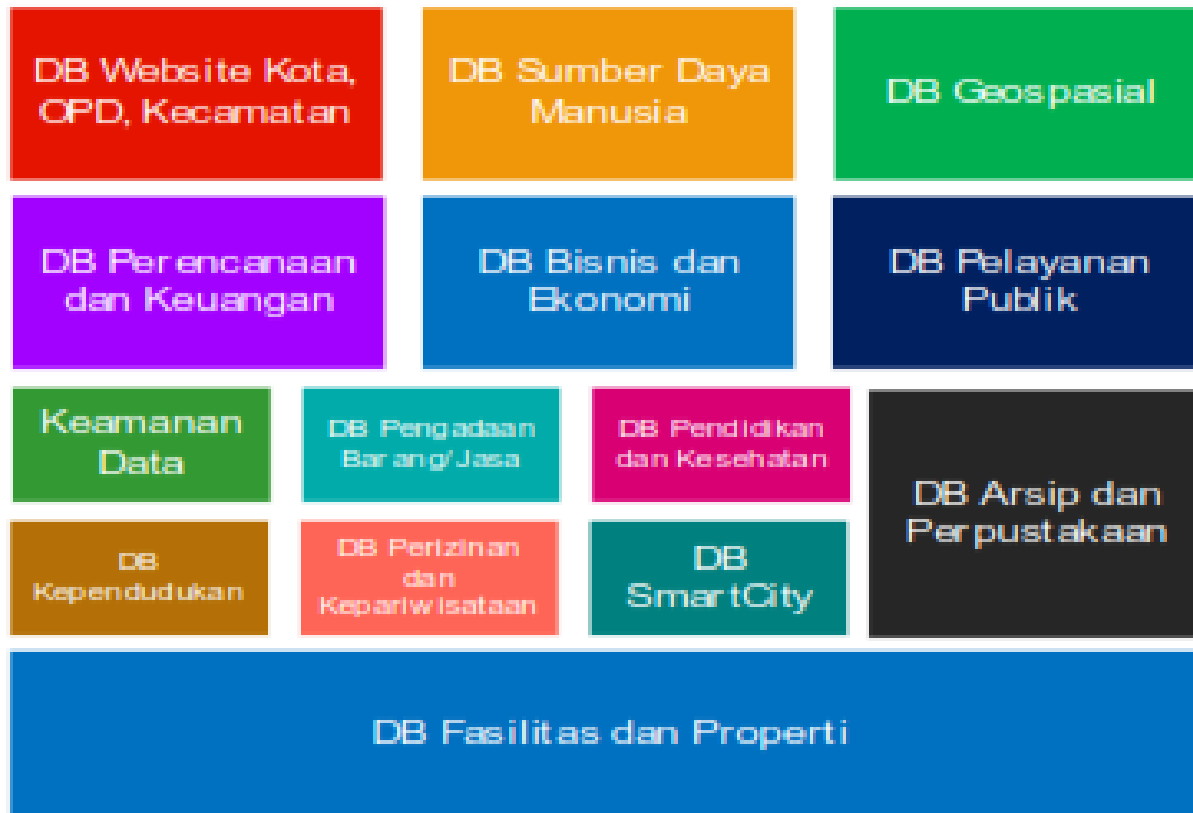 DB Website Kota,
OPD, Kecamatan
DB Sumber Daya
Manusia
DB Geospasial
DB Perencanaan
dan Keuangan
DB Bisnis dan
Ekonomi
DB Pelayanan
Publik
Keamanan
Data
DB Pengadaan
Barang/Jasa
DB Pendidikan
dan Kesehatan
DB Arsip dan
Perpustakaan
DB
Kependudukan
DB Perizinan
dan
Kepariwisataan
DB
SmartCity
DB Fasilitas dan Properti